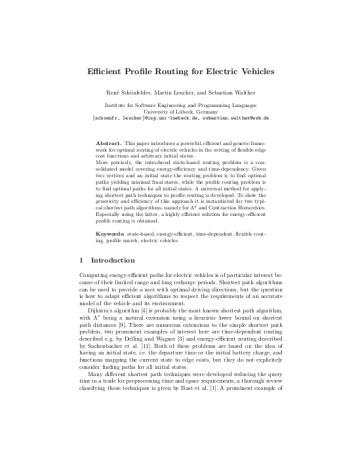 Efficient Profile Routing for Electric Vehicles
René Schönfelder, Martin Leucker, and Sebastian Walther
Institute for Software Engineering and Programming Languages
University of Lübeck, Germany
[schoenfr, leucker]@isp.uni-luebeck.de, sebastian.walther@web.de
Abstract. This paper introduces a powerful, efficient and generic frame-
work for optimal routing of electric vehicles in the setting of flexible edge
cost functions and arbitrary initial states.
More precisely, the introduced state-based routing problem is a con-
solidated model covering energy-efficiency and time-dependency. Given
two vertices and an initial state the routing problem is to find optimal
paths yielding minimal final states, while the profile routing problem is
to find optimal paths for all initial states. A universal method for apply-
ing shortest path techniques to profile routing is developed. To show the
genericity and efficiency of this approach it is instantiated for two typi-
cal shortest path algorithms, namely for A* and Contraction Hierarchies.
Especially using the latter, a highly efficient solution for energy-efficient
profile routing is obtained.
Keywords: state-based, energy-efficient, time-dependent, flexible rout-
ing, profile search, electric vehicles
1 Introduction
Computing energy-efficient paths for electric vehicles is of particular interest be-
cause of their limited range and long recharge periods. Shortest path algorithms
can be used to provide a user with optimal driving directions, but the question
is how to adapt efficient algorithms to respect the requirements of an accurate
model of the vehicle and its environment.
Dijkstra's algorithm [4] is probably the most known shortest path algorithm,
with A* being a natural extension using a heuristic lower bound on shortest
path distances [9]. There are numerous extensions to the simple shortest path
problem, two prominent examples of interest here are time-dependent routing
described e.g. by Delling and Wagner [3] and energy-efficient routing described
by Sachenbacher et al. [11]. Both of these problems are based on the idea of
having an initial state, i.e. the departure time or the initial battery charge, and
functions mapping the current state to edge costs, but they do not explicitly
consider finding paths for all initial states.
Many different shortest path techniques were developed reducing the query
time in a trade for preprocessing time and space requirements, a thorough review
classifying those techniques is given by Bast et al. [1]. A prominent example of